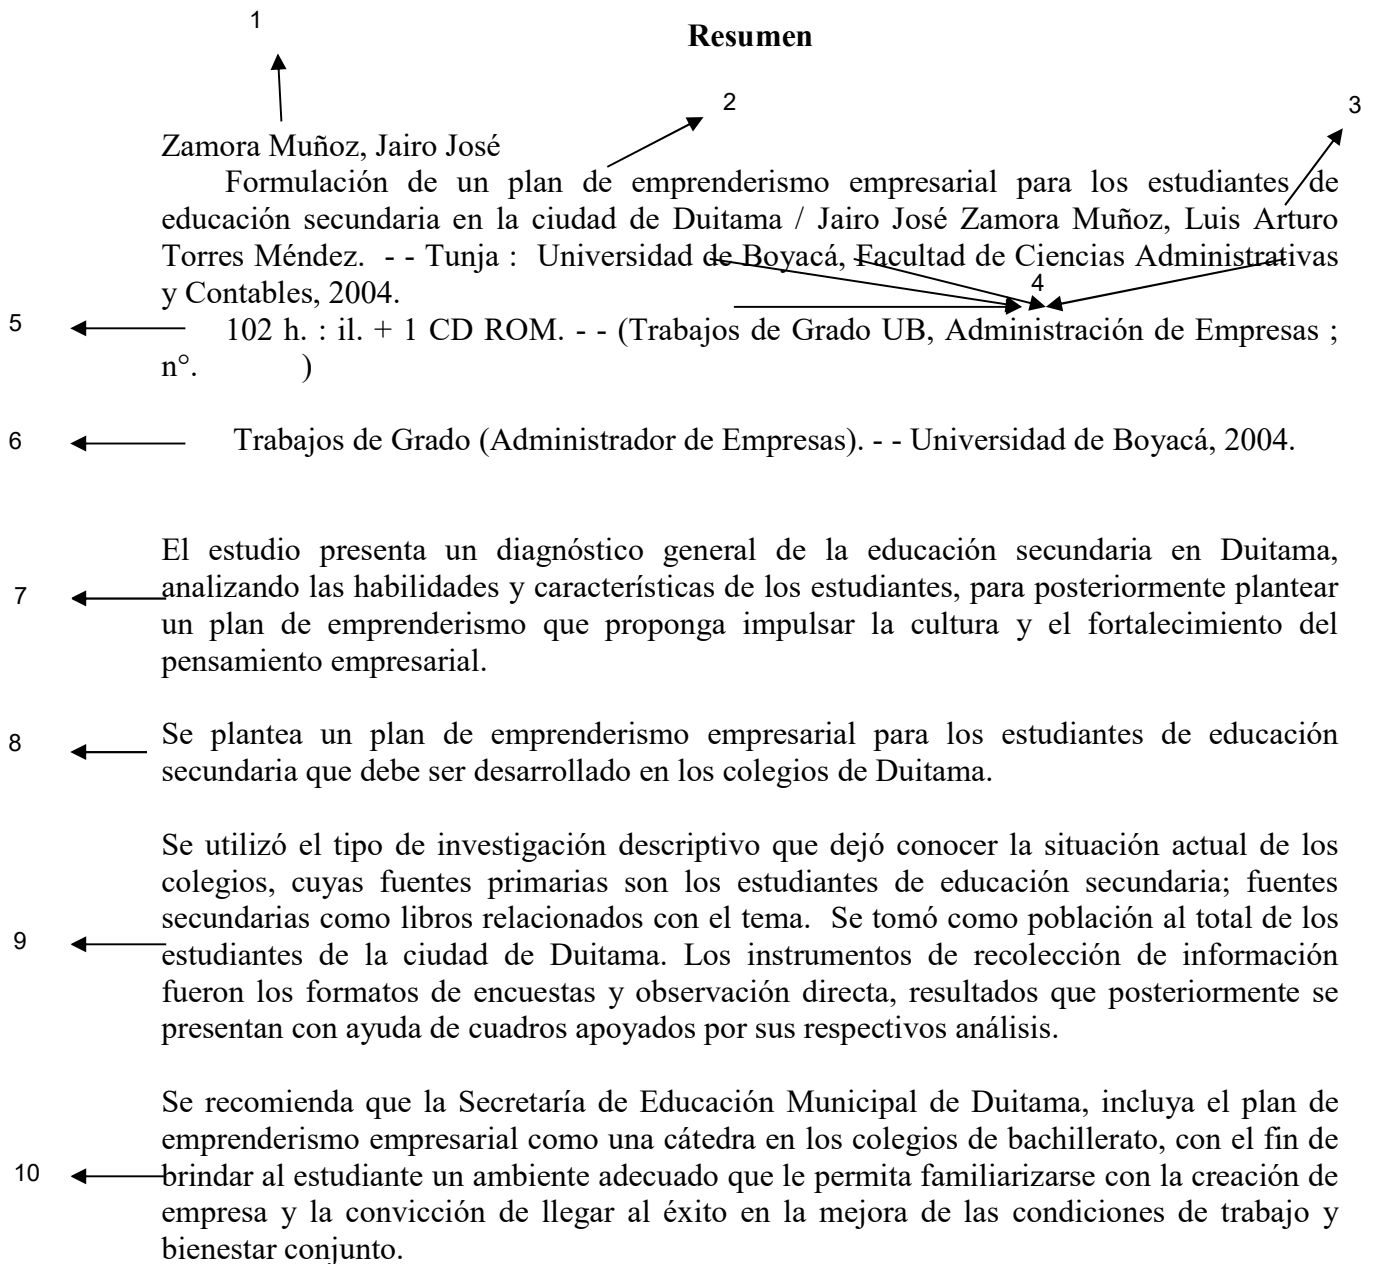 1
Resumen
2
3
Zamora Muñoz, Jairo José
Formulación de un plan de emprenderismo empresarial para los estudiantes de
educación secundaria en la ciudad de Duitama / Jairo José Zamora Muñoz, Luis Arturo
Torres Méndez. - - Tunja : Universidad de Boyacá, Facultad de Ciencias Administrativas
4
y Contables, 2004.
5
102 h. : il. + 1 CD ROM. - - (Trabajos de Grado UB, Administración de Empresas ;
n°. )
6
Trabajos de Grado (Administrador de Empresas). - - Universidad de Boyacá, 2004.
El estudio presenta un diagnóstico general de la educación secundaria en Duitama,
7
analizando las habilidades y características de los estudiantes, para posteriormente plantear
un plan de emprenderismo que proponga impulsar la cultura y el fortalecimiento del
pensamiento empresarial.
8
Se plantea un plan de emprenderismo empresarial para los estudiantes de educación
secundaria que debe ser desarrollado en los colegios de Duitama.
Se utilizó el tipo de investigación descriptivo que dejó conocer la situación actual de los
colegios, cuyas fuentes primarias son los estudiantes de educación secundaria; fuentes
secundarias como libros relacionados con el tema. Se tomó como población al total de los
9
estudiantes de la ciudad de Duitama. Los instrumentos de recolección de información
fueron los formatos de encuestas y observación directa, resultados que posteriormente se
presentan con ayuda de cuadros apoyados por sus respectivos análisis.
Se recomienda que la Secretaría de Educación Municipal de Duitama, incluya el plan de
emprenderismo empresarial como una cátedra en los colegios de bachillerato, con el fin de
10
brindar al estudiante un ambiente adecuado que le permita familiarizarse con la creación de
empresa y la convicción de llegar al éxito en la mejora de las condiciones de trabajo y
bienestar conjunto.